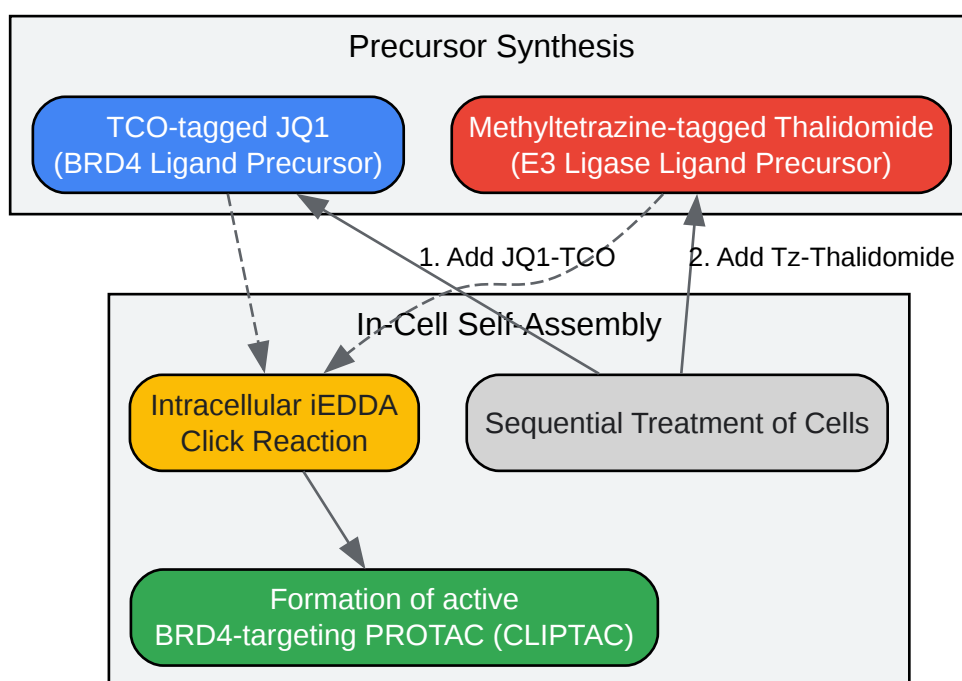 Precursor Synthesis
TCO-tagged JQ1
(BRD4 Ligand Precursor)
Methyltetrazine-tagged Thalidomide
(E3 Ligase Ligand Precursor)
1. Add JQ1-TCO
2. Add Tz-Thalidomide
In-Cell Self-Assembly
Intracellular iEDDA
Click Reaction
Sequential Treatment of Cells
Formation of active
BRD4-targeting PROTAC (CLIPTAC)